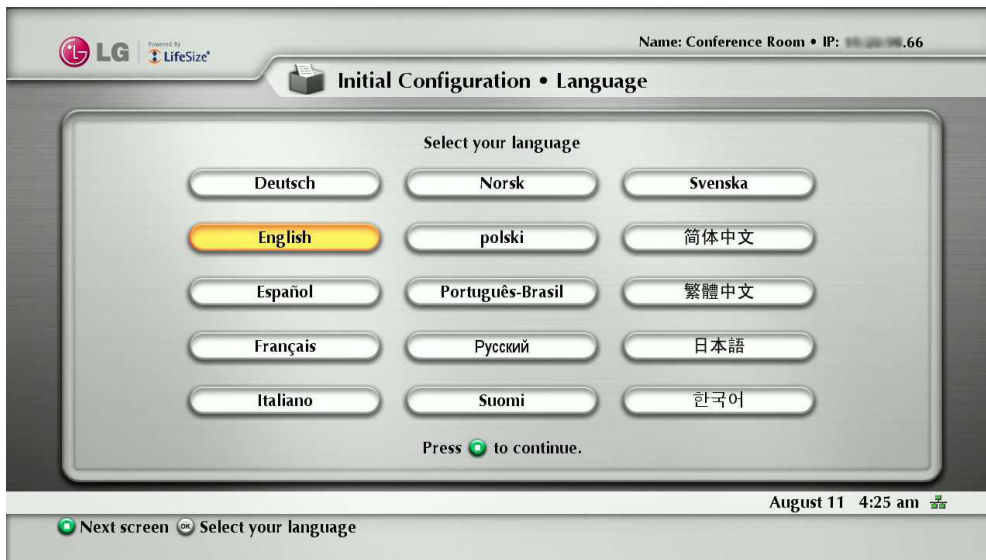 LG Powered by LifeSize®
Name: Conference Room • IP: .66
Initial Configuration • Language
Select your language
Deutsch Norsk Svenska
English polski 简体中文
Español Português-Brasil 繁體中文
Français Русский 日本語
Italiano Suomi 한국어
Press to continue.
August 11 4:25 am
Next screen OK Select your language